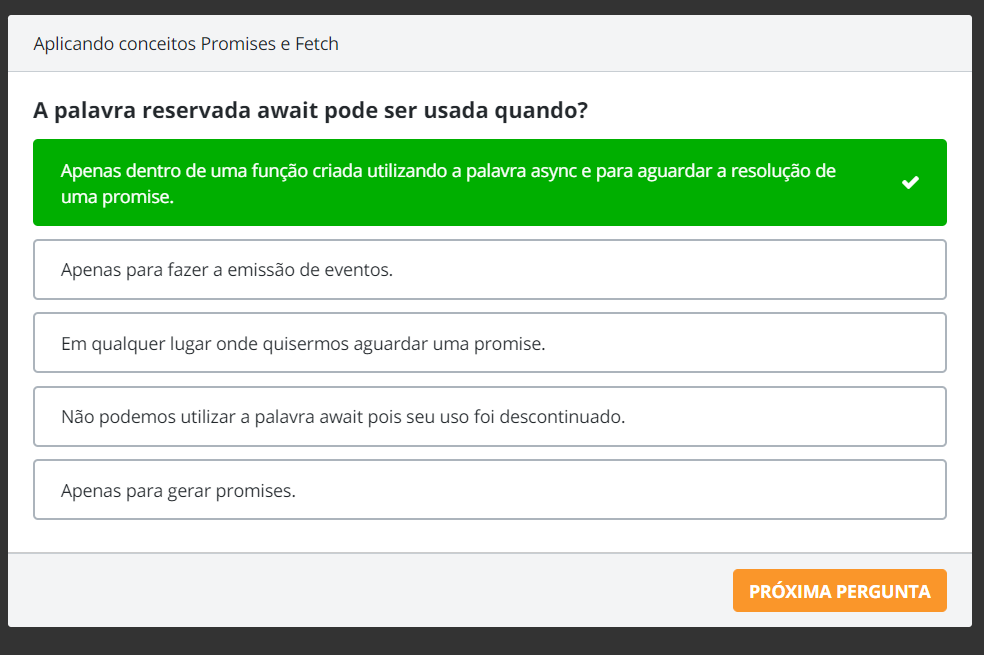 Aplicando conceitos Promises e Fetch
A palavra reservada await pode ser usada quando?
Apenas dentro de uma função criada utilizando a palavra async e para aguardar a resolução de
uma promise.
Apenas para fazer a emissão de eventos.
Em qualquer lugar onde quisermos aguardar uma promise.
Não podemos utilizar a palavra await pois seu uso foi descontinuado.
Apenas para gerar promises.
PRÓXIMA PERGUNTA